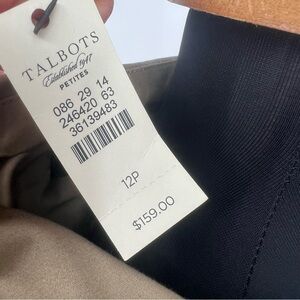 TALBOTS
Established 1947
PETITES
086 29 14
246420 63
36139483
12P
$159.00